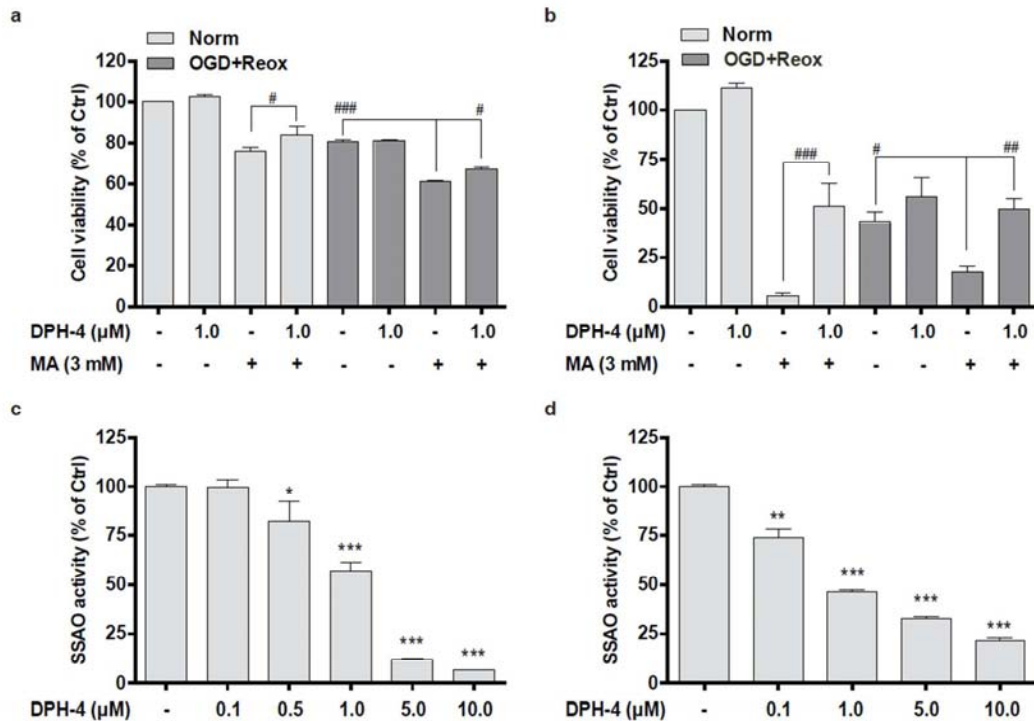 a
Norm
OGD+Reox
Cell viability (% of Ctrl)
120
100
80
60
40
20
0
#
###
#
DPH-4 (µM) - 1.0 - 1.0 - 1.0 - 1.0
MA (3 mM) - - + + - - + +
b
Norm
OGD+Reox
Cell viability (% of Ctrl)
125
100
75
50
25
0
###
#
##
DPH-4 (µM) - 1.0 - 1.0 - 1.0 - 1.0
MA (3 mM) - - + + - - + +
c
SSAO activity (% of Ctrl)
125
100
75
50
25
0
*
***
***
***
DPH-4 (µM) - 0.1 0.5 1.0 5.0 10.0
d
SSAO activity (% of Ctrl)
125
100
75
50
25
0
**
***
***
***
DPH-4 (µM) - 0.1 1.0 5.0 10.0